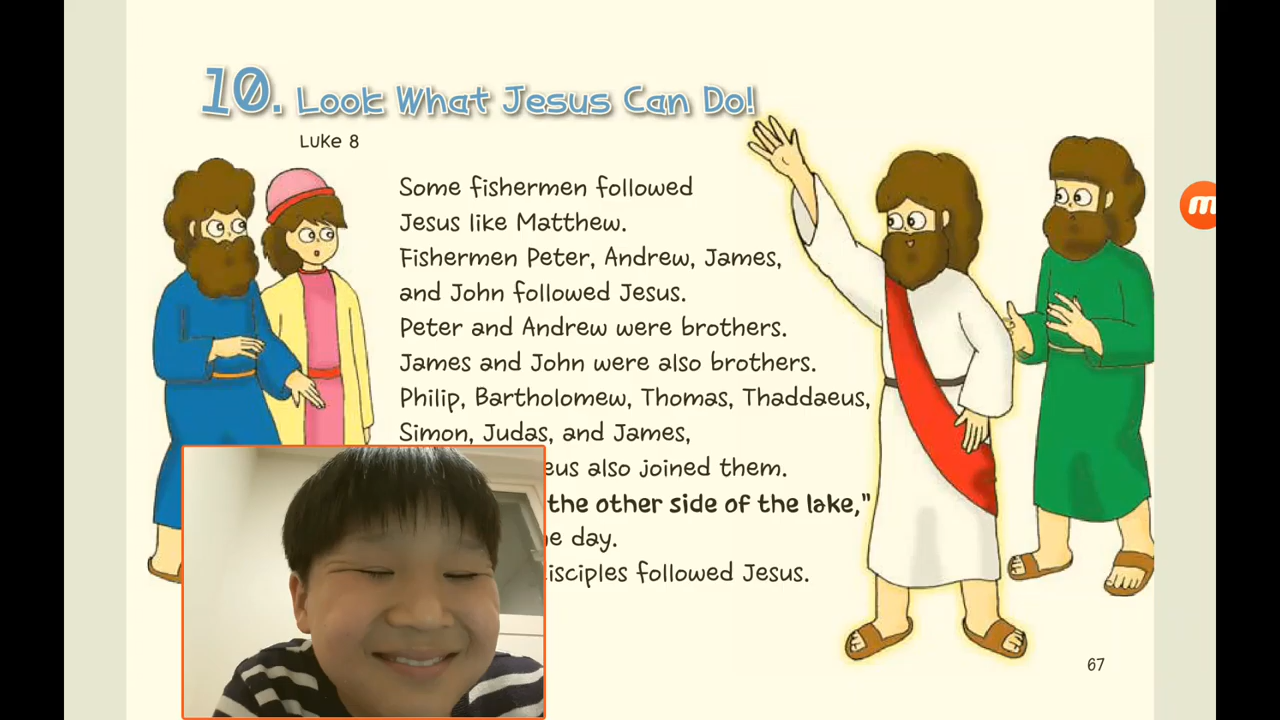 10. Look What Jesus Can Do!
Luke 8
Some fishermen followed
Jesus like Matthew.
Fishermen Peter, Andrew, James,
and John followed Jesus.
Peter and Andrew were brothers.
James and John were also brothers.
Philip, Bartholomew, Thomas, Thaddaeus,
Simon, Judas, and James,
eus also joined them.
the other side of the lake,"
e day.
isciples followed Jesus.
67
m